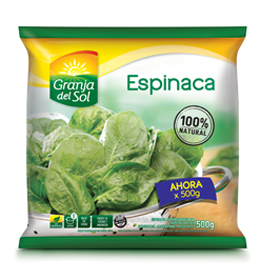 Granja
del Sol
Espinaca
100%
NATURAL
AHORA
x 500g
500g